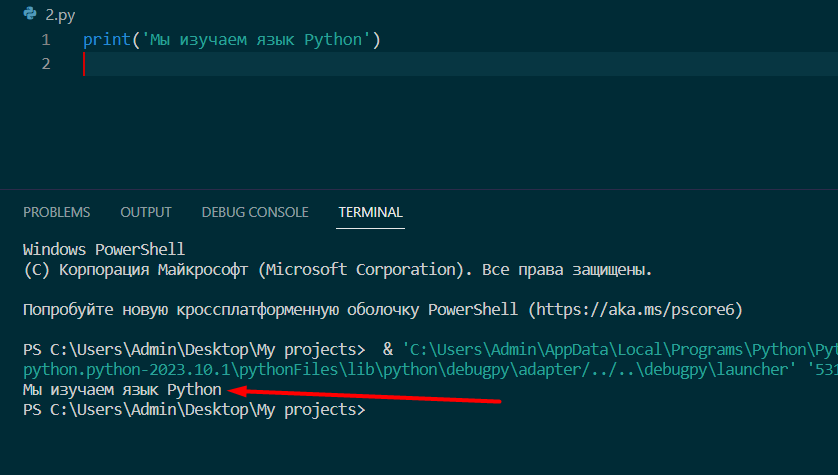 2.py
1 print('Мы изучаем язык Python')
2
PROBLEMS OUTPUT DEBUG CONSOLE TERMINAL
Windows PowerShell
(C) Корпорация Майкрософт (Microsoft Corporation). Все права защищены.
Попробуйте новую кроссплатформенную оболочку PowerShell (https://aka.ms/pscore6)
PS C:\Users\Admin\Desktop\My projects>  & 'C:\Users\Admin\AppData\Local\Programs\Python\Pyt
python.python-2023.10.1\pythonFiles\lib\python\debugpy\adapter/../..\debugpy\launcher' '531
Мы изучаем язык Python
PS C:\Users\Admin\Desktop\My projects>